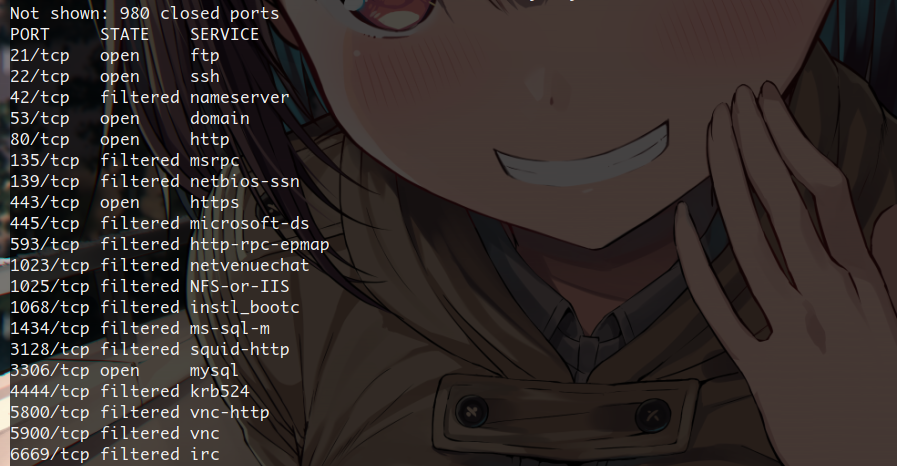 Not shown: 980 closed ports
PORT     STATE    SERVICE
21/tcp   open     ftp
22/tcp   open     ssh
42/tcp   filtered nameserver
53/tcp   open     domain
80/tcp   open     http
135/tcp  filtered msrpc
139/tcp  filtered netbios-ssn
443/tcp  open     https
445/tcp  filtered microsoft-ds
593/tcp  filtered http-rpc-epmap
1023/tcp filtered netvenuechat
1025/tcp filtered NFS-or-IIS
1068/tcp filtered instl_bootc
1434/tcp filtered ms-sql-m
3128/tcp filtered squid-http
3306/tcp open     mysql
4444/tcp filtered krb524
5800/tcp filtered vnc-http
5900/tcp filtered vnc
6669/tcp filtered irc